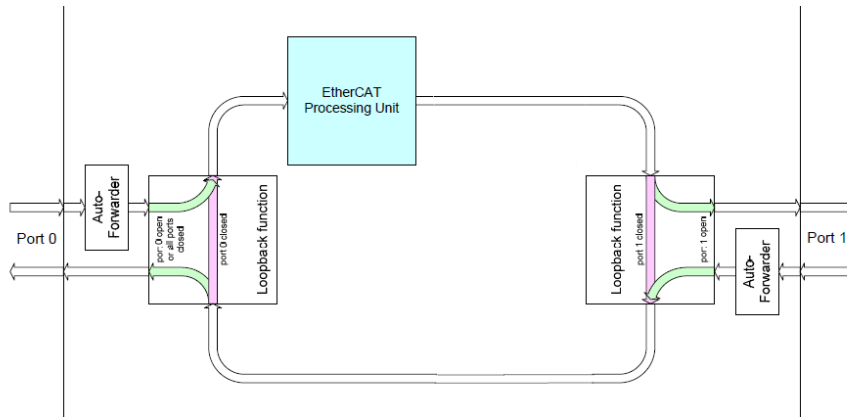 EtherCAT
Processing Unit
Auto-
Forwarder
Port 0
port 0 open
or all ports
closed
port 0 closed
Loopback function
Loopback function
port 1 closed
port 1 open
Port 1
Auto-
Forwarder